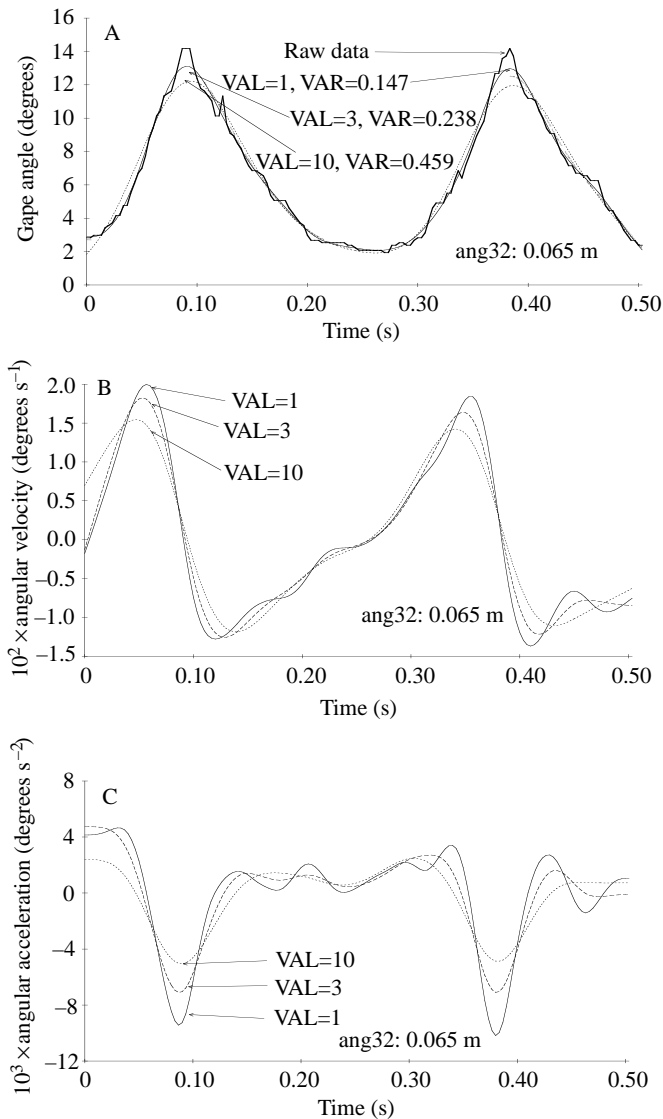 A
Gape angle (degrees)
16
14
12
10
8
6
4
2
0
Raw data
VAL=1, VAR=0.147
VAL=3, VAR=0.238
VAL=10, VAR=0.459
ang32: 0.065 m
0 0.10 0.20 0.30 0.40 0.50
Time (s)
B
10² ×angular velocity (degrees s⁻¹)
2.0
1.5
1.0
0.5
0.0
−0.5
−1.0
−1.5
VAL=1
VAL=3
VAL=10
ang32: 0.065 m
0 0.10 0.20 0.30 0.40 0.50
Time (s)
C
10³ ×angular acceleration (degrees s⁻²)
8
4
0
−4
−8
−12
VAL=10
VAL=3
VAL=1
ang32: 0.065 m
0 0.10 0.20 0.30 0.40 0.50
Time (s)